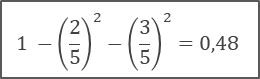 1 − (2/5)² − (3/5)² = 0,48